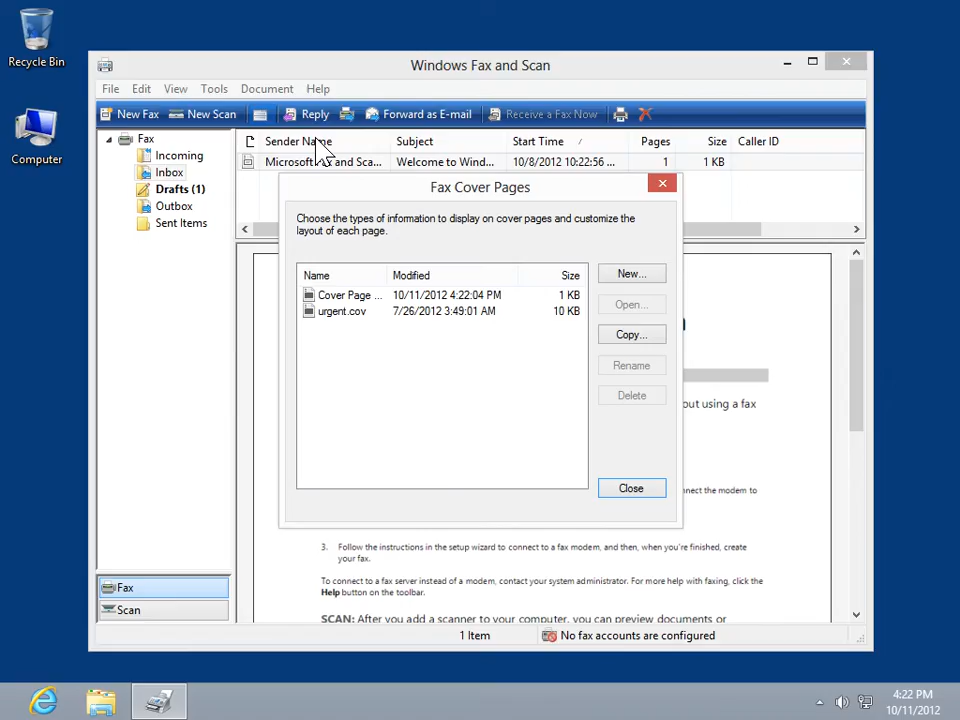 Recycle Bin
Computer
Windows Fax and Scan
File Edit View Tools Document Help
New Fax New Scan Reply Forward as E-mail Receive a Fax Now
Fax
Incoming
Inbox
Drafts (1)
Outbox
Sent Items
Sender Name Subject Start Time Pages Size Caller ID
Microsoft Fax and Sca... Welcome to Wind... 10/8/2012 10:22:56 ... 1 1 KB
Fax Cover Pages
Choose the types of information to display on cover pages and customize the
layout of each page.
Name Modified Size
Cover Page ... 10/11/2012 4:22:04 PM 1 KB
urgent.cov 7/26/2012 3:49:01 AM 10 KB
New...
Open...
Copy...
Rename
Delete
Close
out using a fax
nect the modem to
3. Follow the instructions in the setup wizard to connect to a fax modem, and then, when you're finished, create
your fax.
To connect to a fax server instead of a modem, contact your system administrator. For more help with faxing, click the
Help button on the toolbar.
SCAN: After you add a scanner to your computer, you can preview documents or
Fax
Scan
1 Item No fax accounts are configured
4:22 PM
10/11/2012